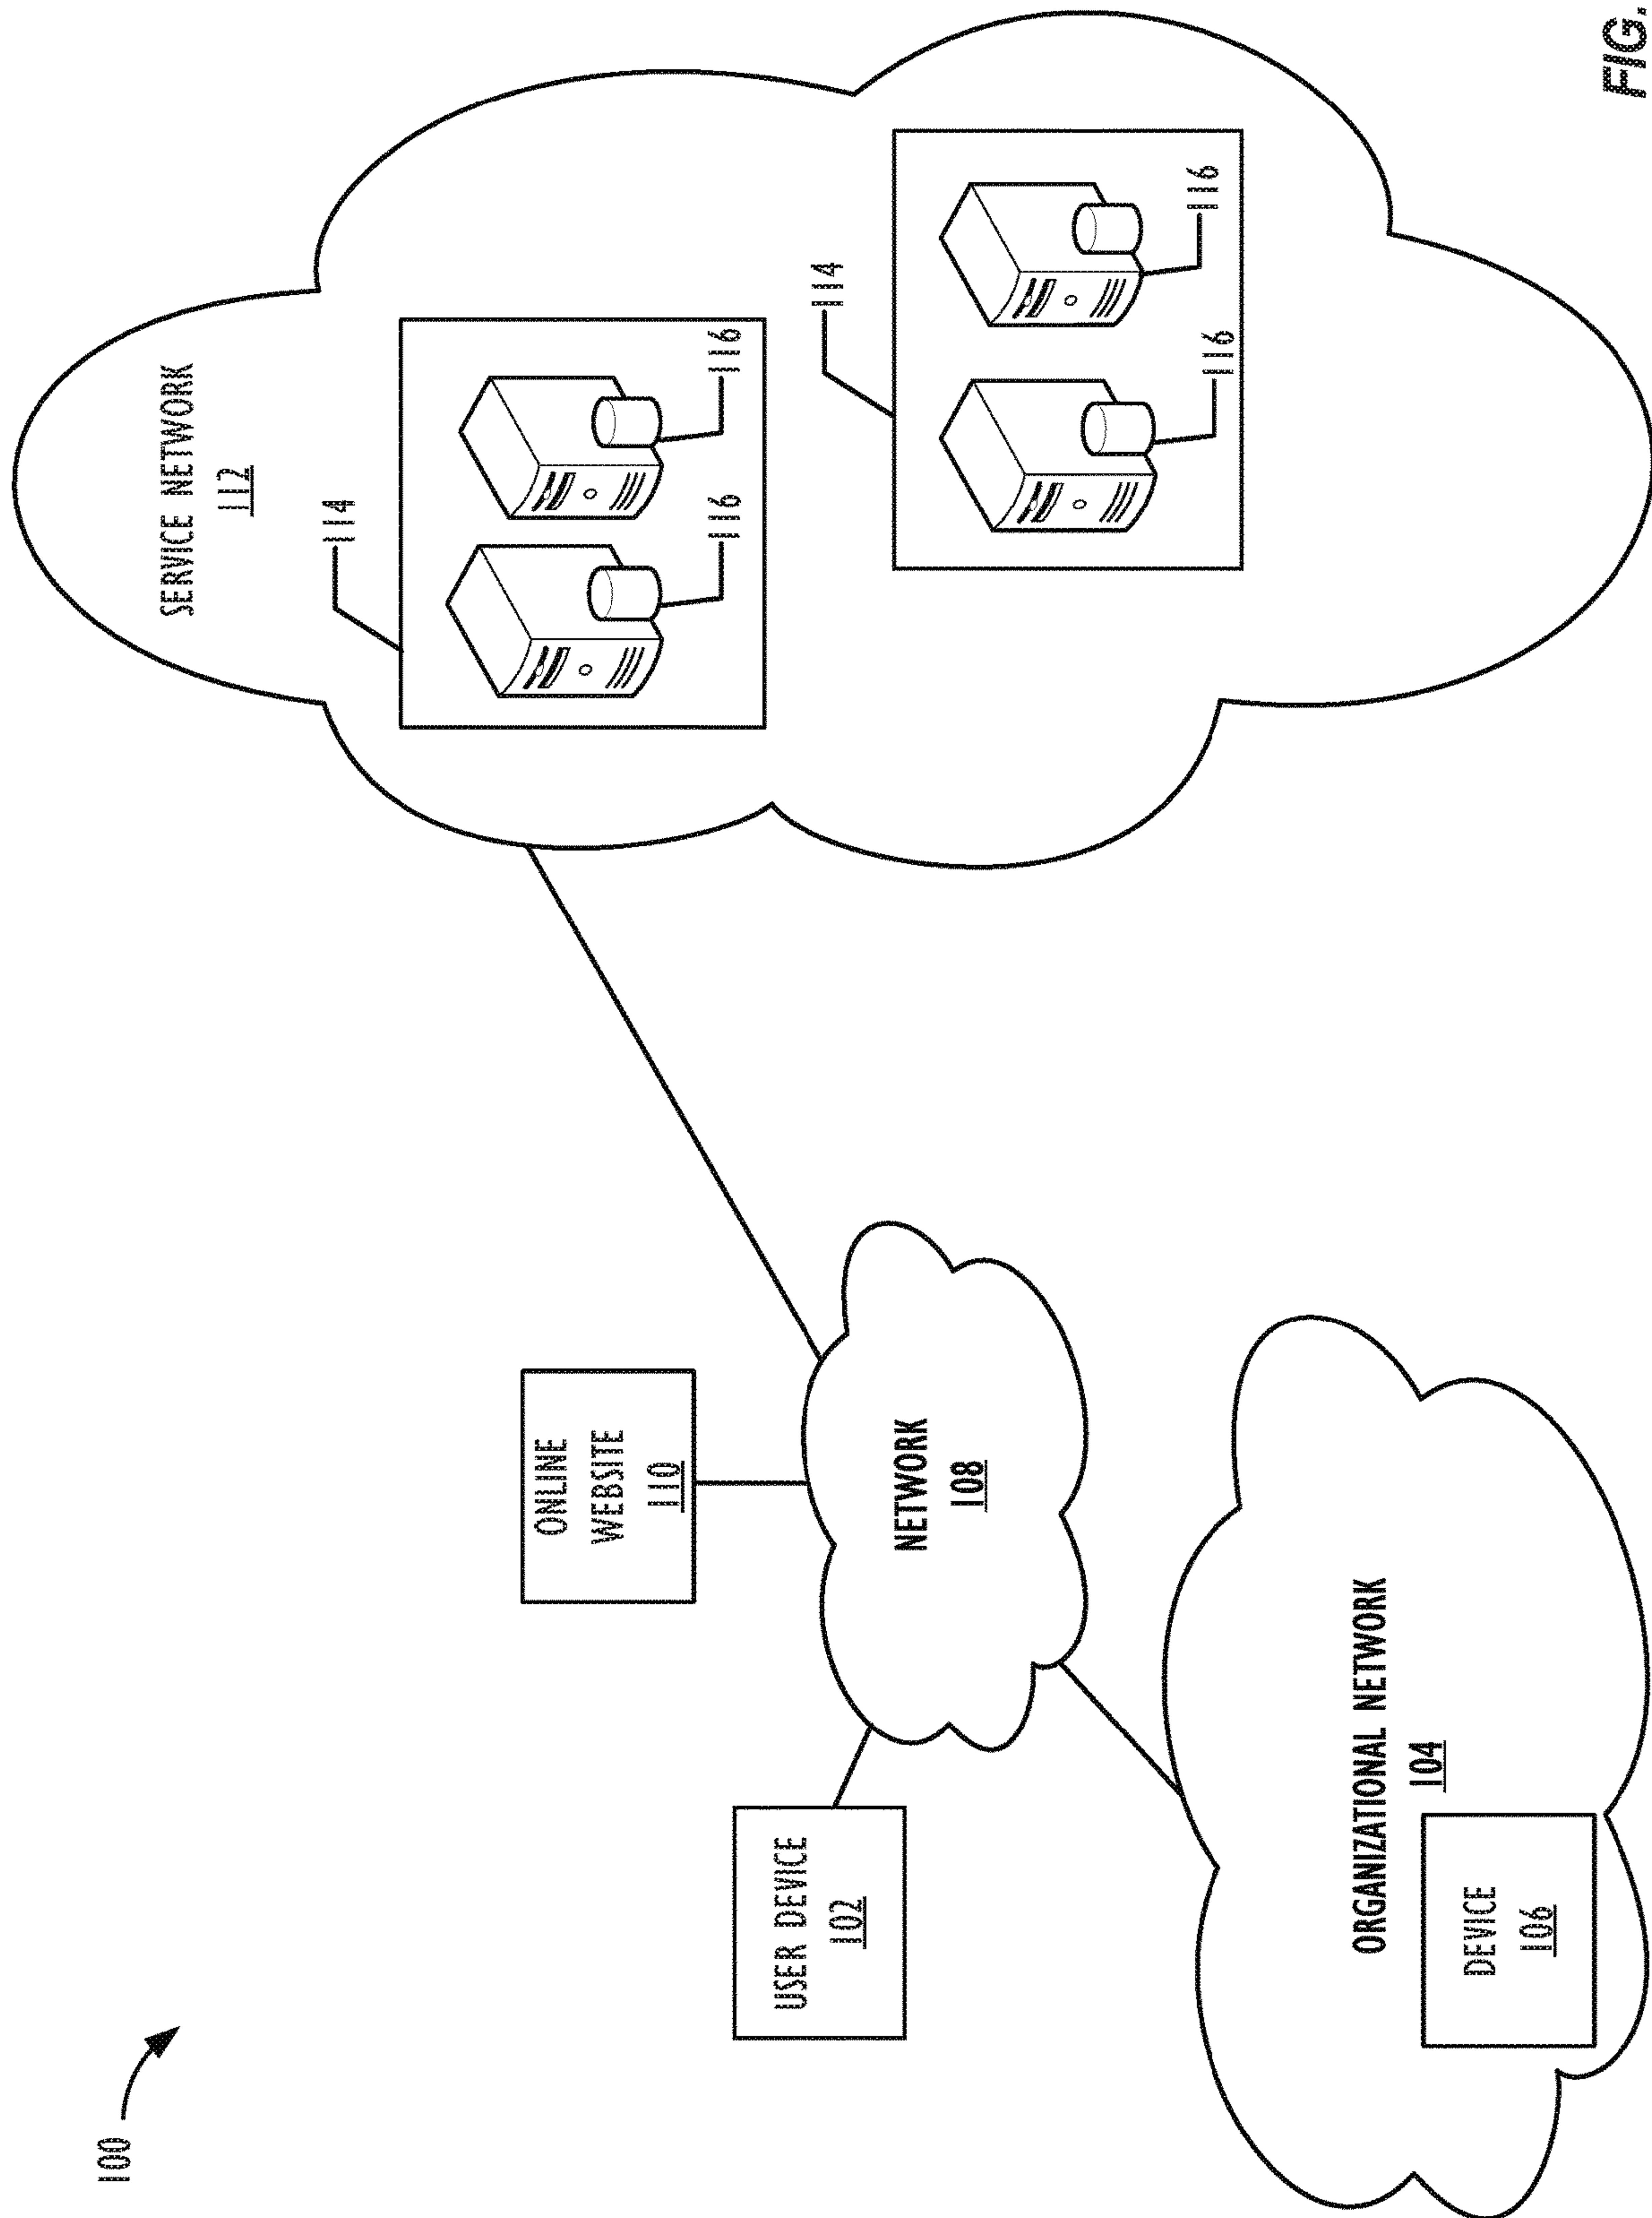 100
SERVICE NETWORK
112
114
116
116
114
116
116
ONLINE
WEBSITE
110
USER DEVICE
102
NETWORK
108
ORGANIZATIONAL NETWORK
104
DEVICE
106
FIG.